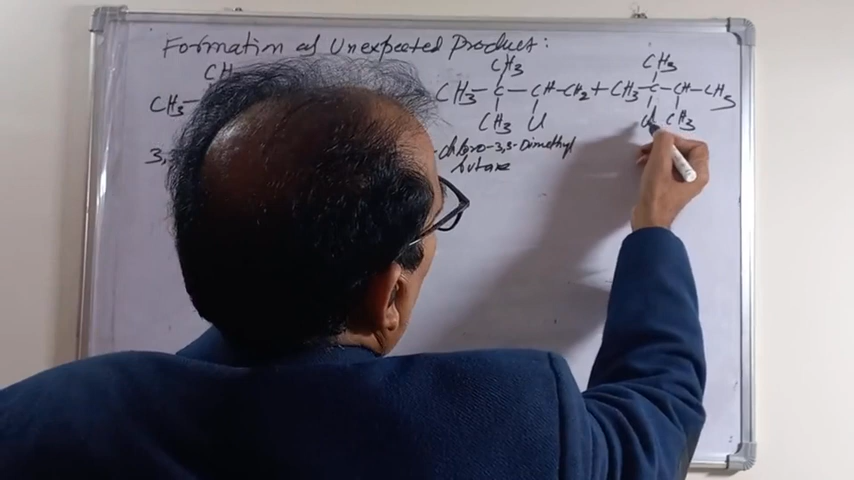 Formation of Unexpected Product:
CH CH3 CH3
CH3- CH3-C-CH-CH2+CH3-C-CH-CH3
CH3 Cl Cl CH3
3, -chloro-3,3-Dimethyl
butane